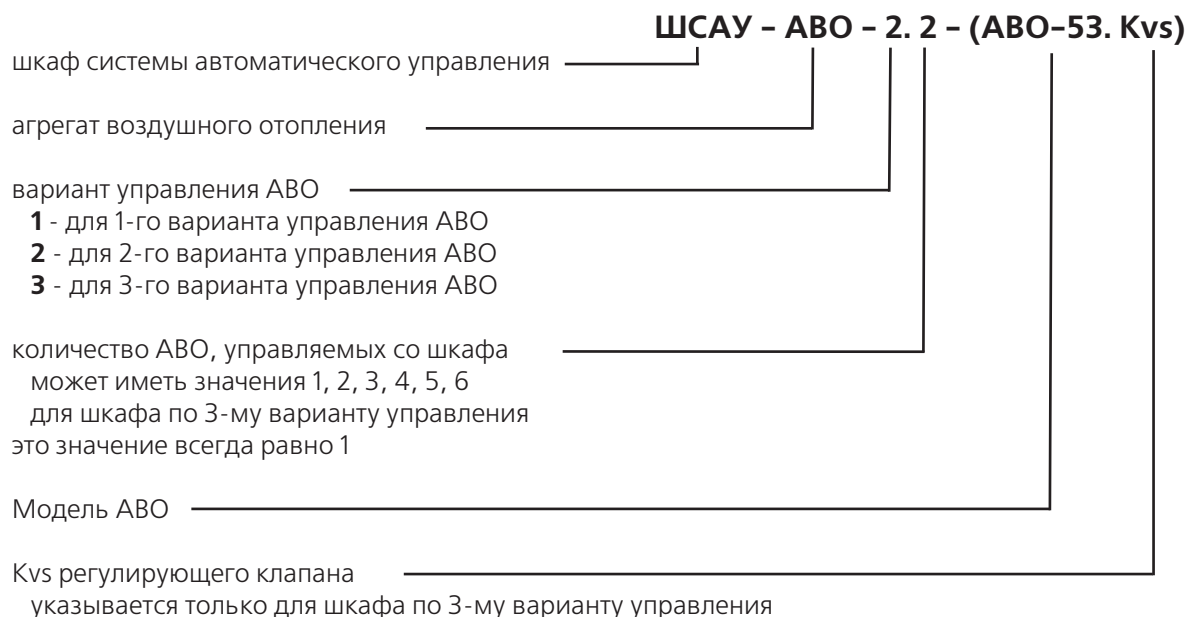 ШСАУ – АВО – 2. 2 – (АВО–53. Kvs)
шкаф системы автоматического управления
агрегат воздушного отопления
вариант управления АВО
1 - для 1-го варианта управления АВО
2 - для 2-го варианта управления АВО
3 - для 3-го варианта управления АВО
количество АВО, управляемых со шкафа
может иметь значения 1, 2, 3, 4, 5, 6
для шкафа по 3-му варианту управления
это значение всегда равно 1
Модель АВО
Kvs регулирующего клапана
указывается только для шкафа по 3-му варианту управления